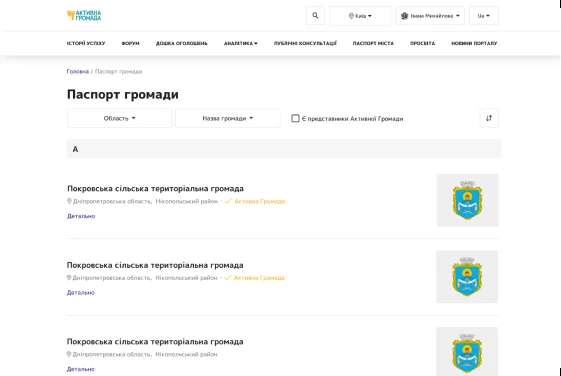 АКТИВНА
ГРОМАДА
Київ
Івана Михайлова
Ua
ІСТОРІЇ УСПІХУ ФОРУМ ДОШКА ОГОЛОШЕНЬ АНАЛІТИКА ПУБЛІЧНІ КОНСУЛЬТАЦІЇ ПАСПОРТ МІСТА ПРОСВІТА НОВИНИ ПОРТАЛУ
Головна / Паспорт громади
Паспорт громади
Область Назва громади Є представники Активної Громади
А
Покровська сільська територіальна громада
Дніпропетровська область, Нікопольський район · Активна Громада
Детально
Покровська сільська територіальна громада
Дніпропетровська область, Нікопольський район · Активна Громада
Детально
Покровська сільська територіальна громада
Дніпропетровська область, Нікопольський район
Детально